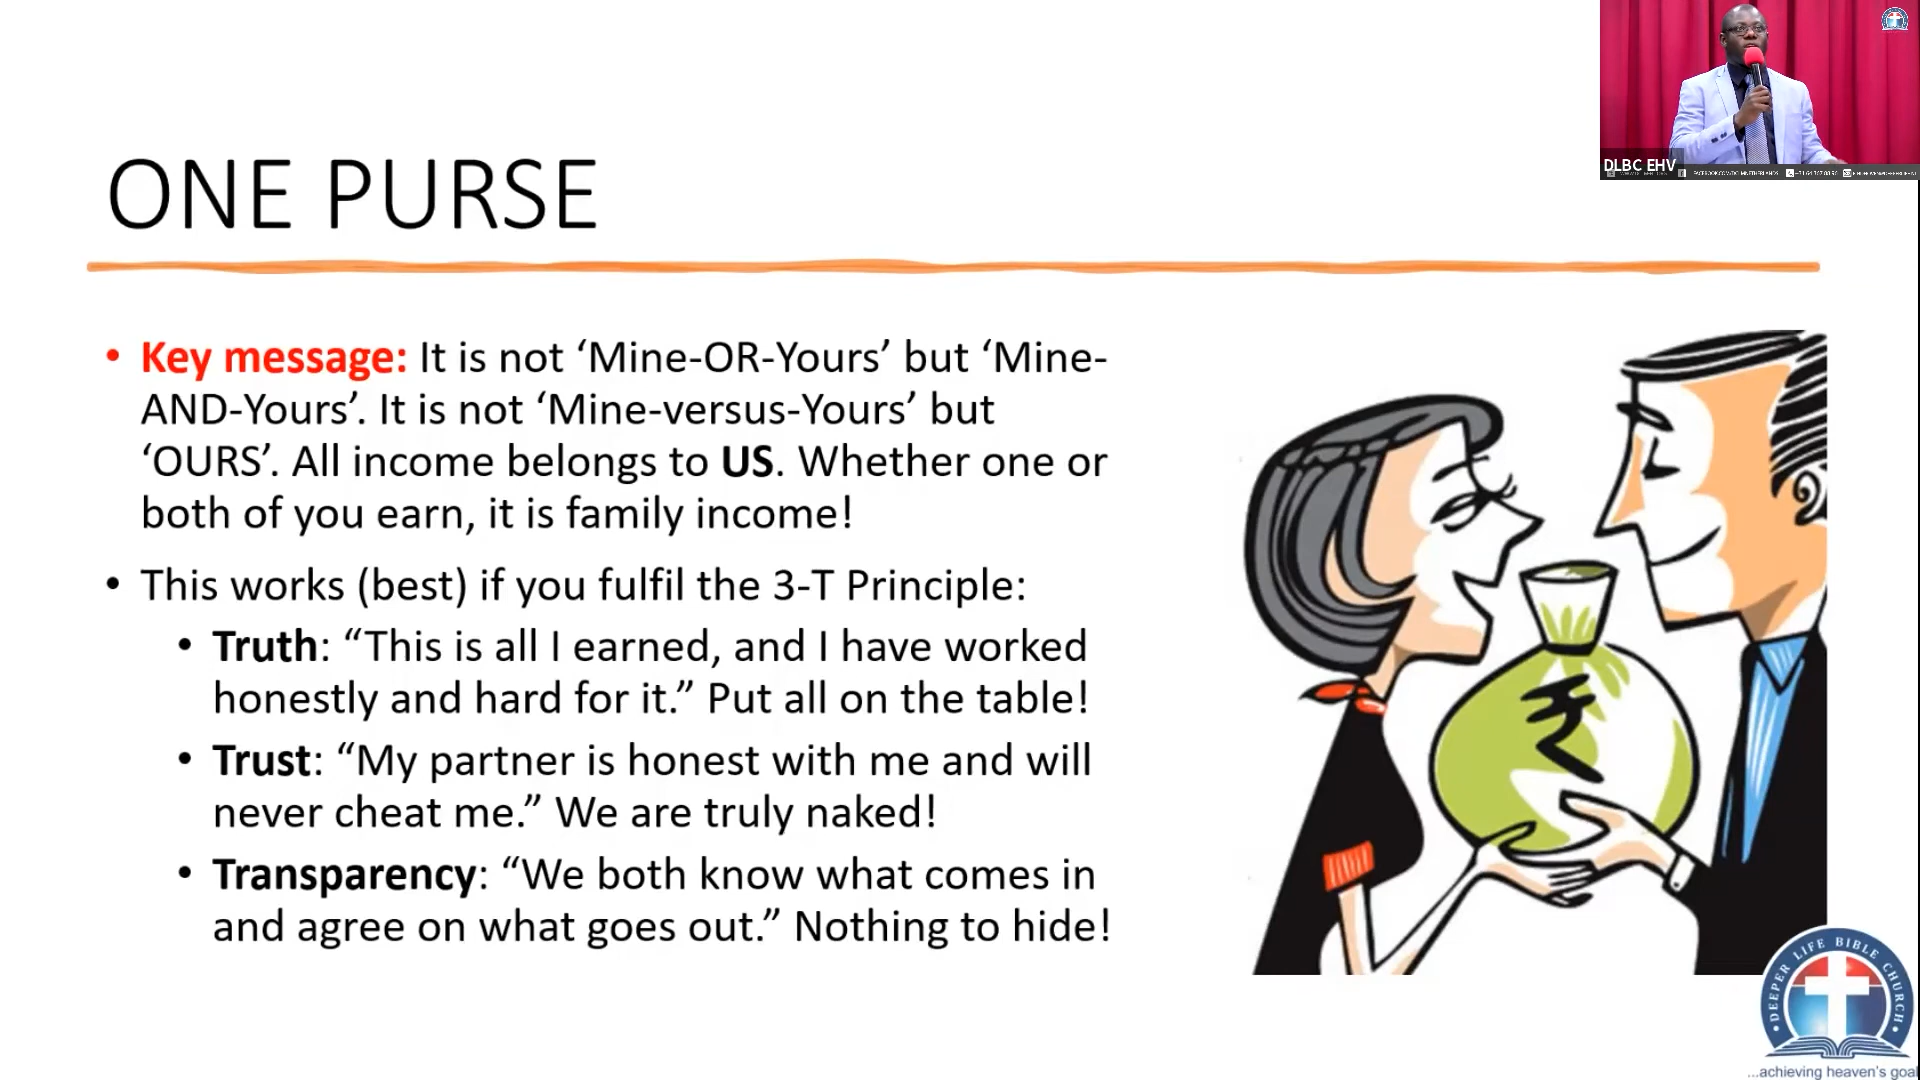 DLBC EHV
ONE PURSE
• Key message: It is not ‘Mine-OR-Yours’ but ‘Mine-
AND-Yours’. It is not ‘Mine-versus-Yours’ but
‘OURS’. All income belongs to US. Whether one or
both of you earn, it is family income!
• This works (best) if you fulfil the 3-T Principle:
• Truth: “This is all I earned, and I have worked
honestly and hard for it.” Put all on the table!
• Trust: “My partner is honest with me and will
never cheat me.” We are truly naked!
• Transparency: “We both know what comes in
and agree on what goes out.” Nothing to hide!
₹
DEEPER LIFE BIBLE CHURCH
...achieving heaven's goal